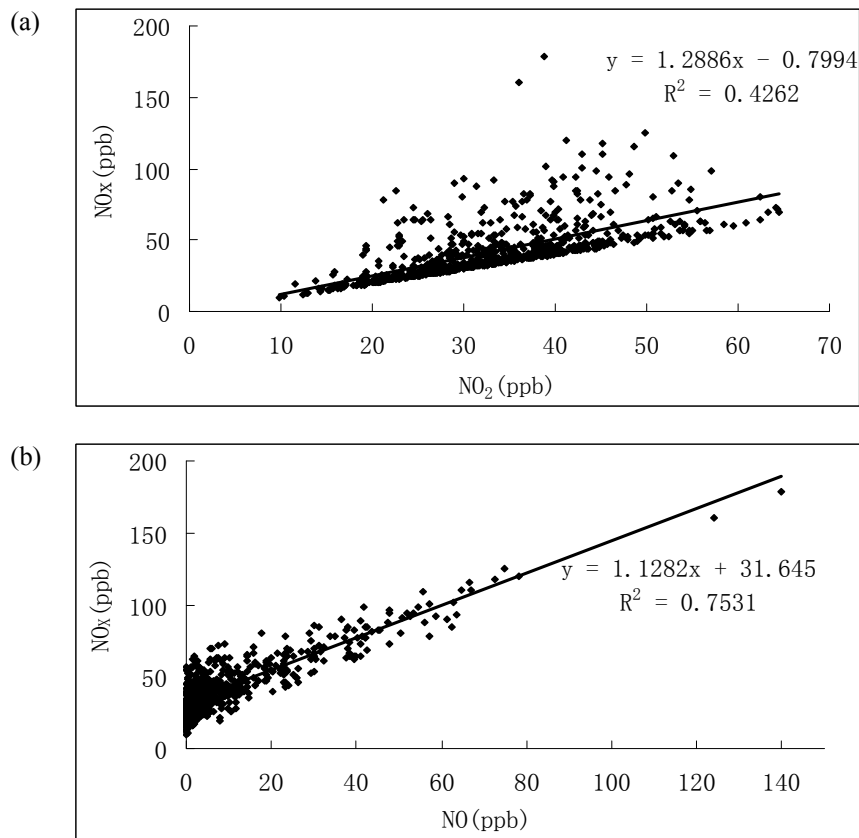 (a)
200
150
100
50
0
NOx(ppb)
y = 1.2886x - 0.7994
R² = 0.4262
0 10 20 30 40 50 60 70
NO₂(ppb)
(b)
200
150
100
50
0
NOx(ppb)
y = 1.1282x + 31.645
R² = 0.7531
0 20 40 60 80 100 120 140
NO(ppb)